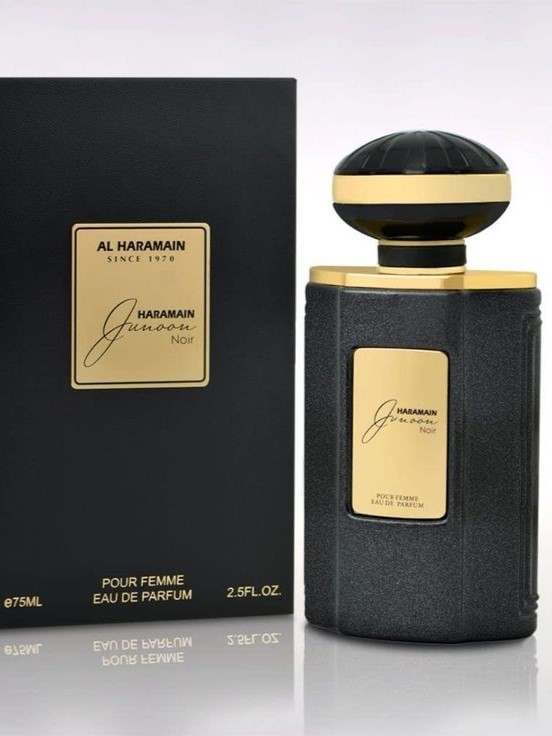 AL HARAMAIN
SINCE 1970
HARAMAIN
Junoon
Noir
e75ML
POUR FEMME
EAU DE PARFUM
2.5FL.OZ.
HARAMAIN
Junoon
Noir
POUR FEMME
EAU DE PARFUM